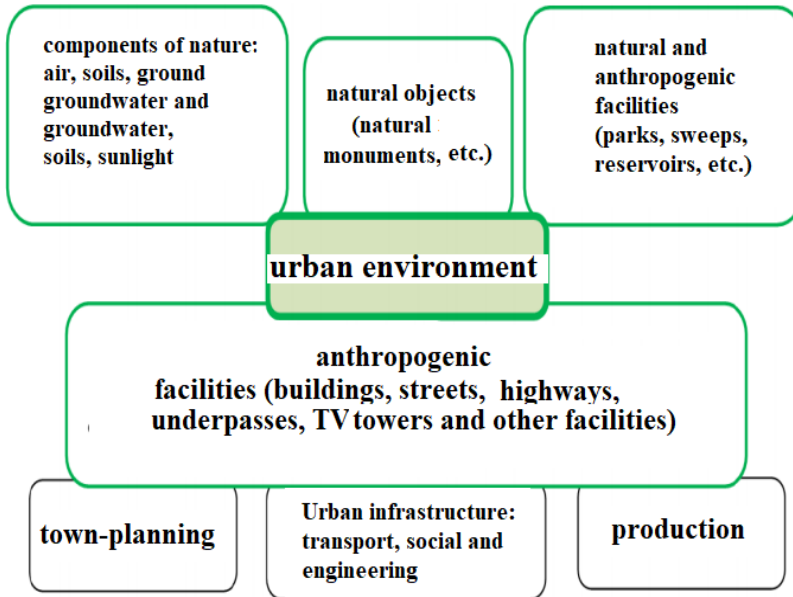 components of nature:
air, soils, ground
groundwater and
groundwater,
soils, sunlight
natural objects
(natural
monuments, etc.)
natural and
anthropogenic
facilities
(parks, sweeps,
reservoirs, etc.)
urban environment
anthropogenic
facilities (buildings, streets, highways,
underpasses, TV towers and other facilities)
town-planning
Urban infrastructure:
transport, social and
engineering
production